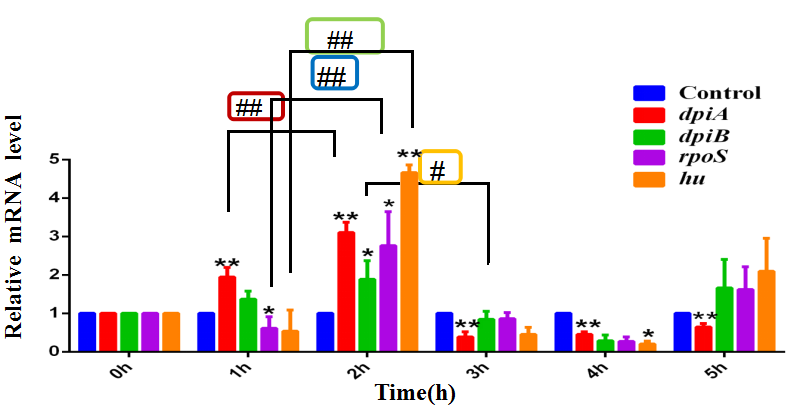 ##
##
##
#
Control
dpiA
dpiB
rpoS
hu
Relative mRNA level
5
4
3
2
1
0
**
*
**
*
*
**
**
**
*
**
0h
1h
2h
3h
4h
5h
Time(h)